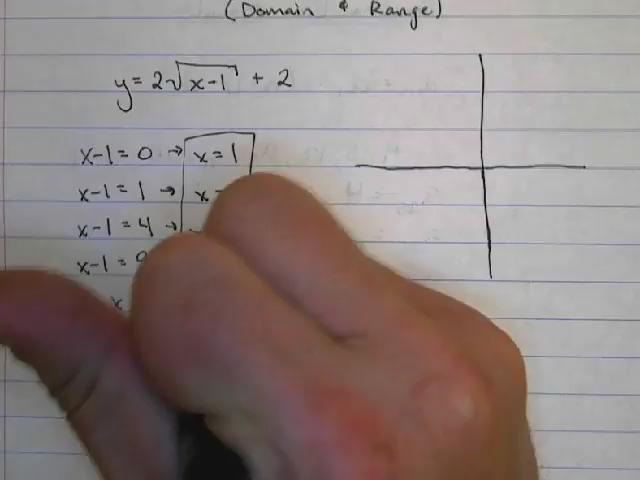 (Domain & Range)
y = 2√x-1 + 2
x-1 = 0 → x = 1
x-1 = 1 → x
x-1 = 4 →
x-1 =
x